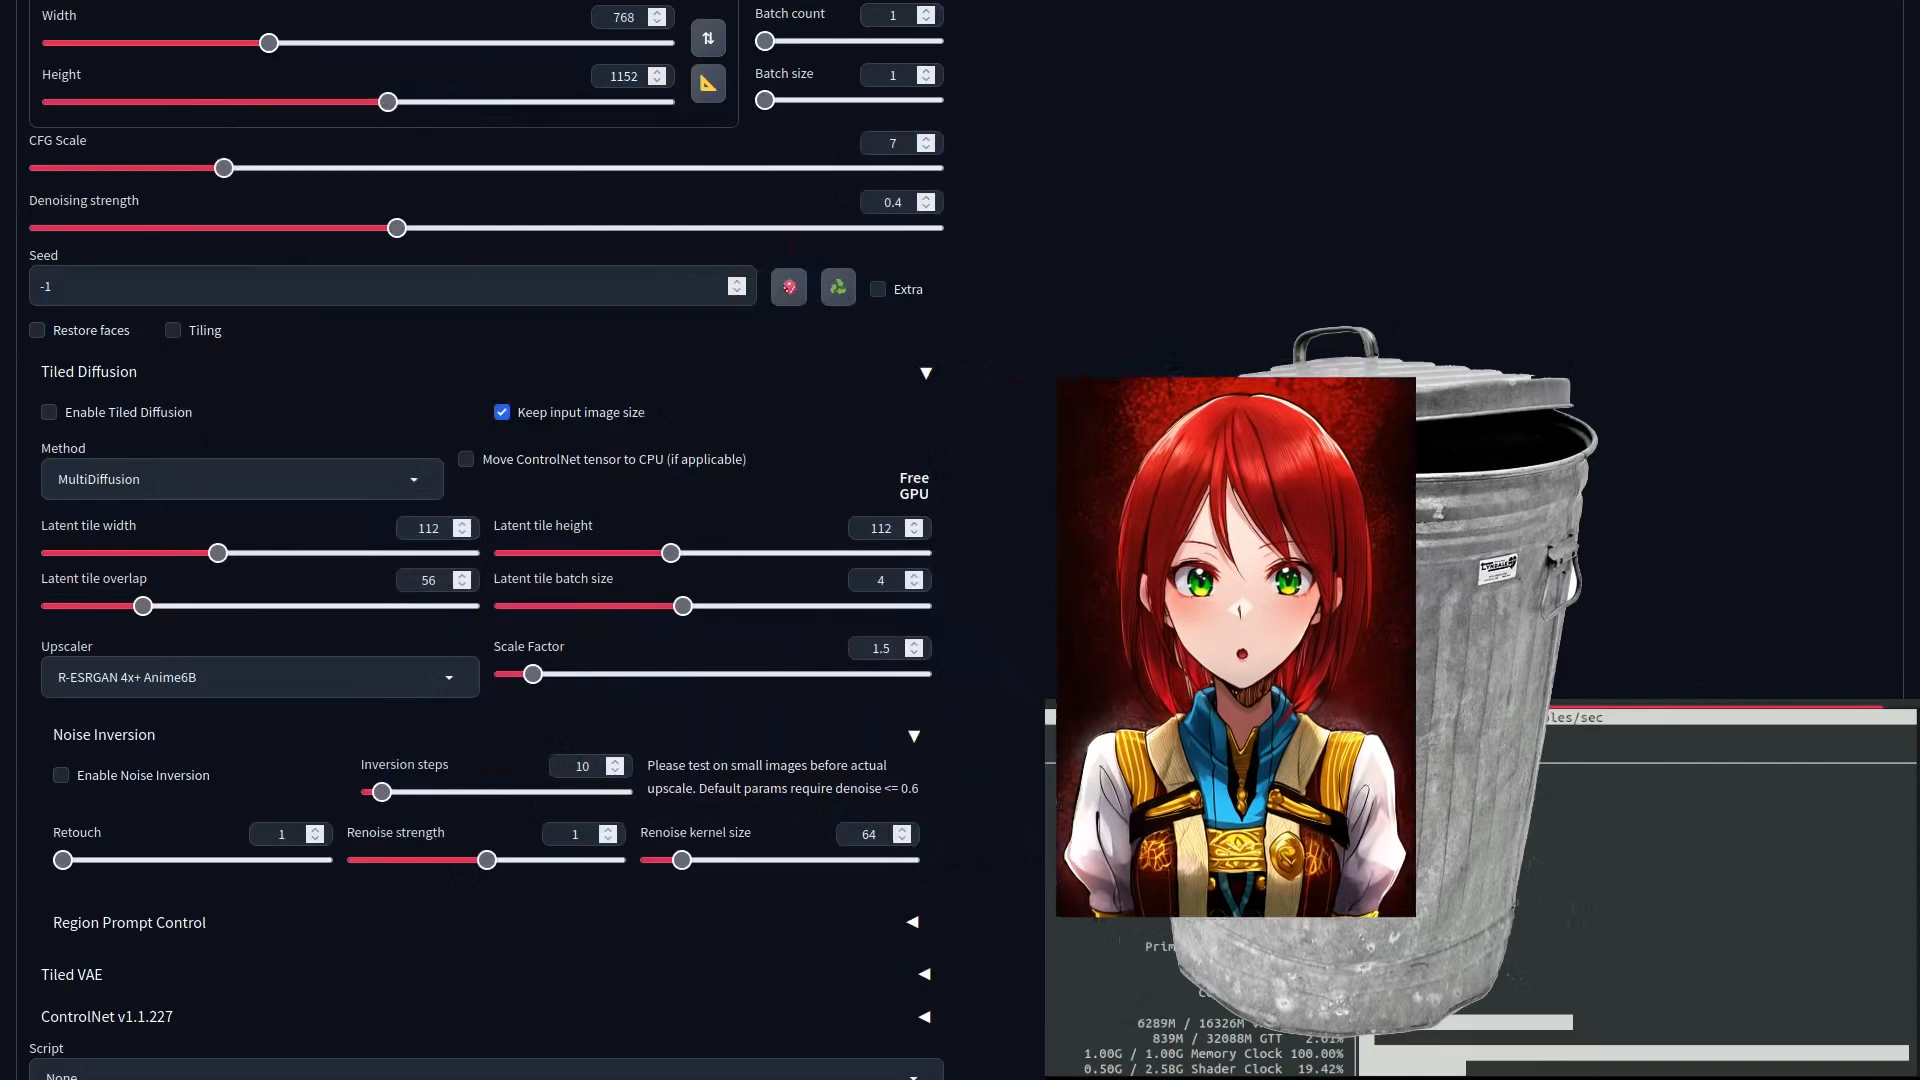 Width
768
Batch count
1
Height
1152
Batch size
1
CFG Scale
7
Denoising strength
0.4
Seed
-1
Extra
Restore faces
Tiling
Tiled Diffusion
Enable Tiled Diffusion
Keep input image size
Method
MultiDiffusion
Move ControlNet tensor to CPU (if applicable)
Free
GPU
Latent tile width
112
Latent tile height
112
Latent tile overlap
56
Latent tile batch size
4
Upscaler
R-ESRGAN 4x+ Anime6B
Scale Factor
1.5
Noise Inversion
Enable Noise Inversion
Inversion steps
10
Please test on small images before actual
upscale. Default params require denoise <= 0.6
Retouch
1
Renoise strength
1
Renoise kernel size
64
Region Prompt Control
Tiled VAE
ControlNet v1.1.227
Script
None
LYNDALE
/sec
Prim
6289M / 16326M
839M / 32088M GTT 2.61%
1.00G / 1.00G Memory Clock 100.00%
0.50G / 2.58G Shader Clock 19.42%